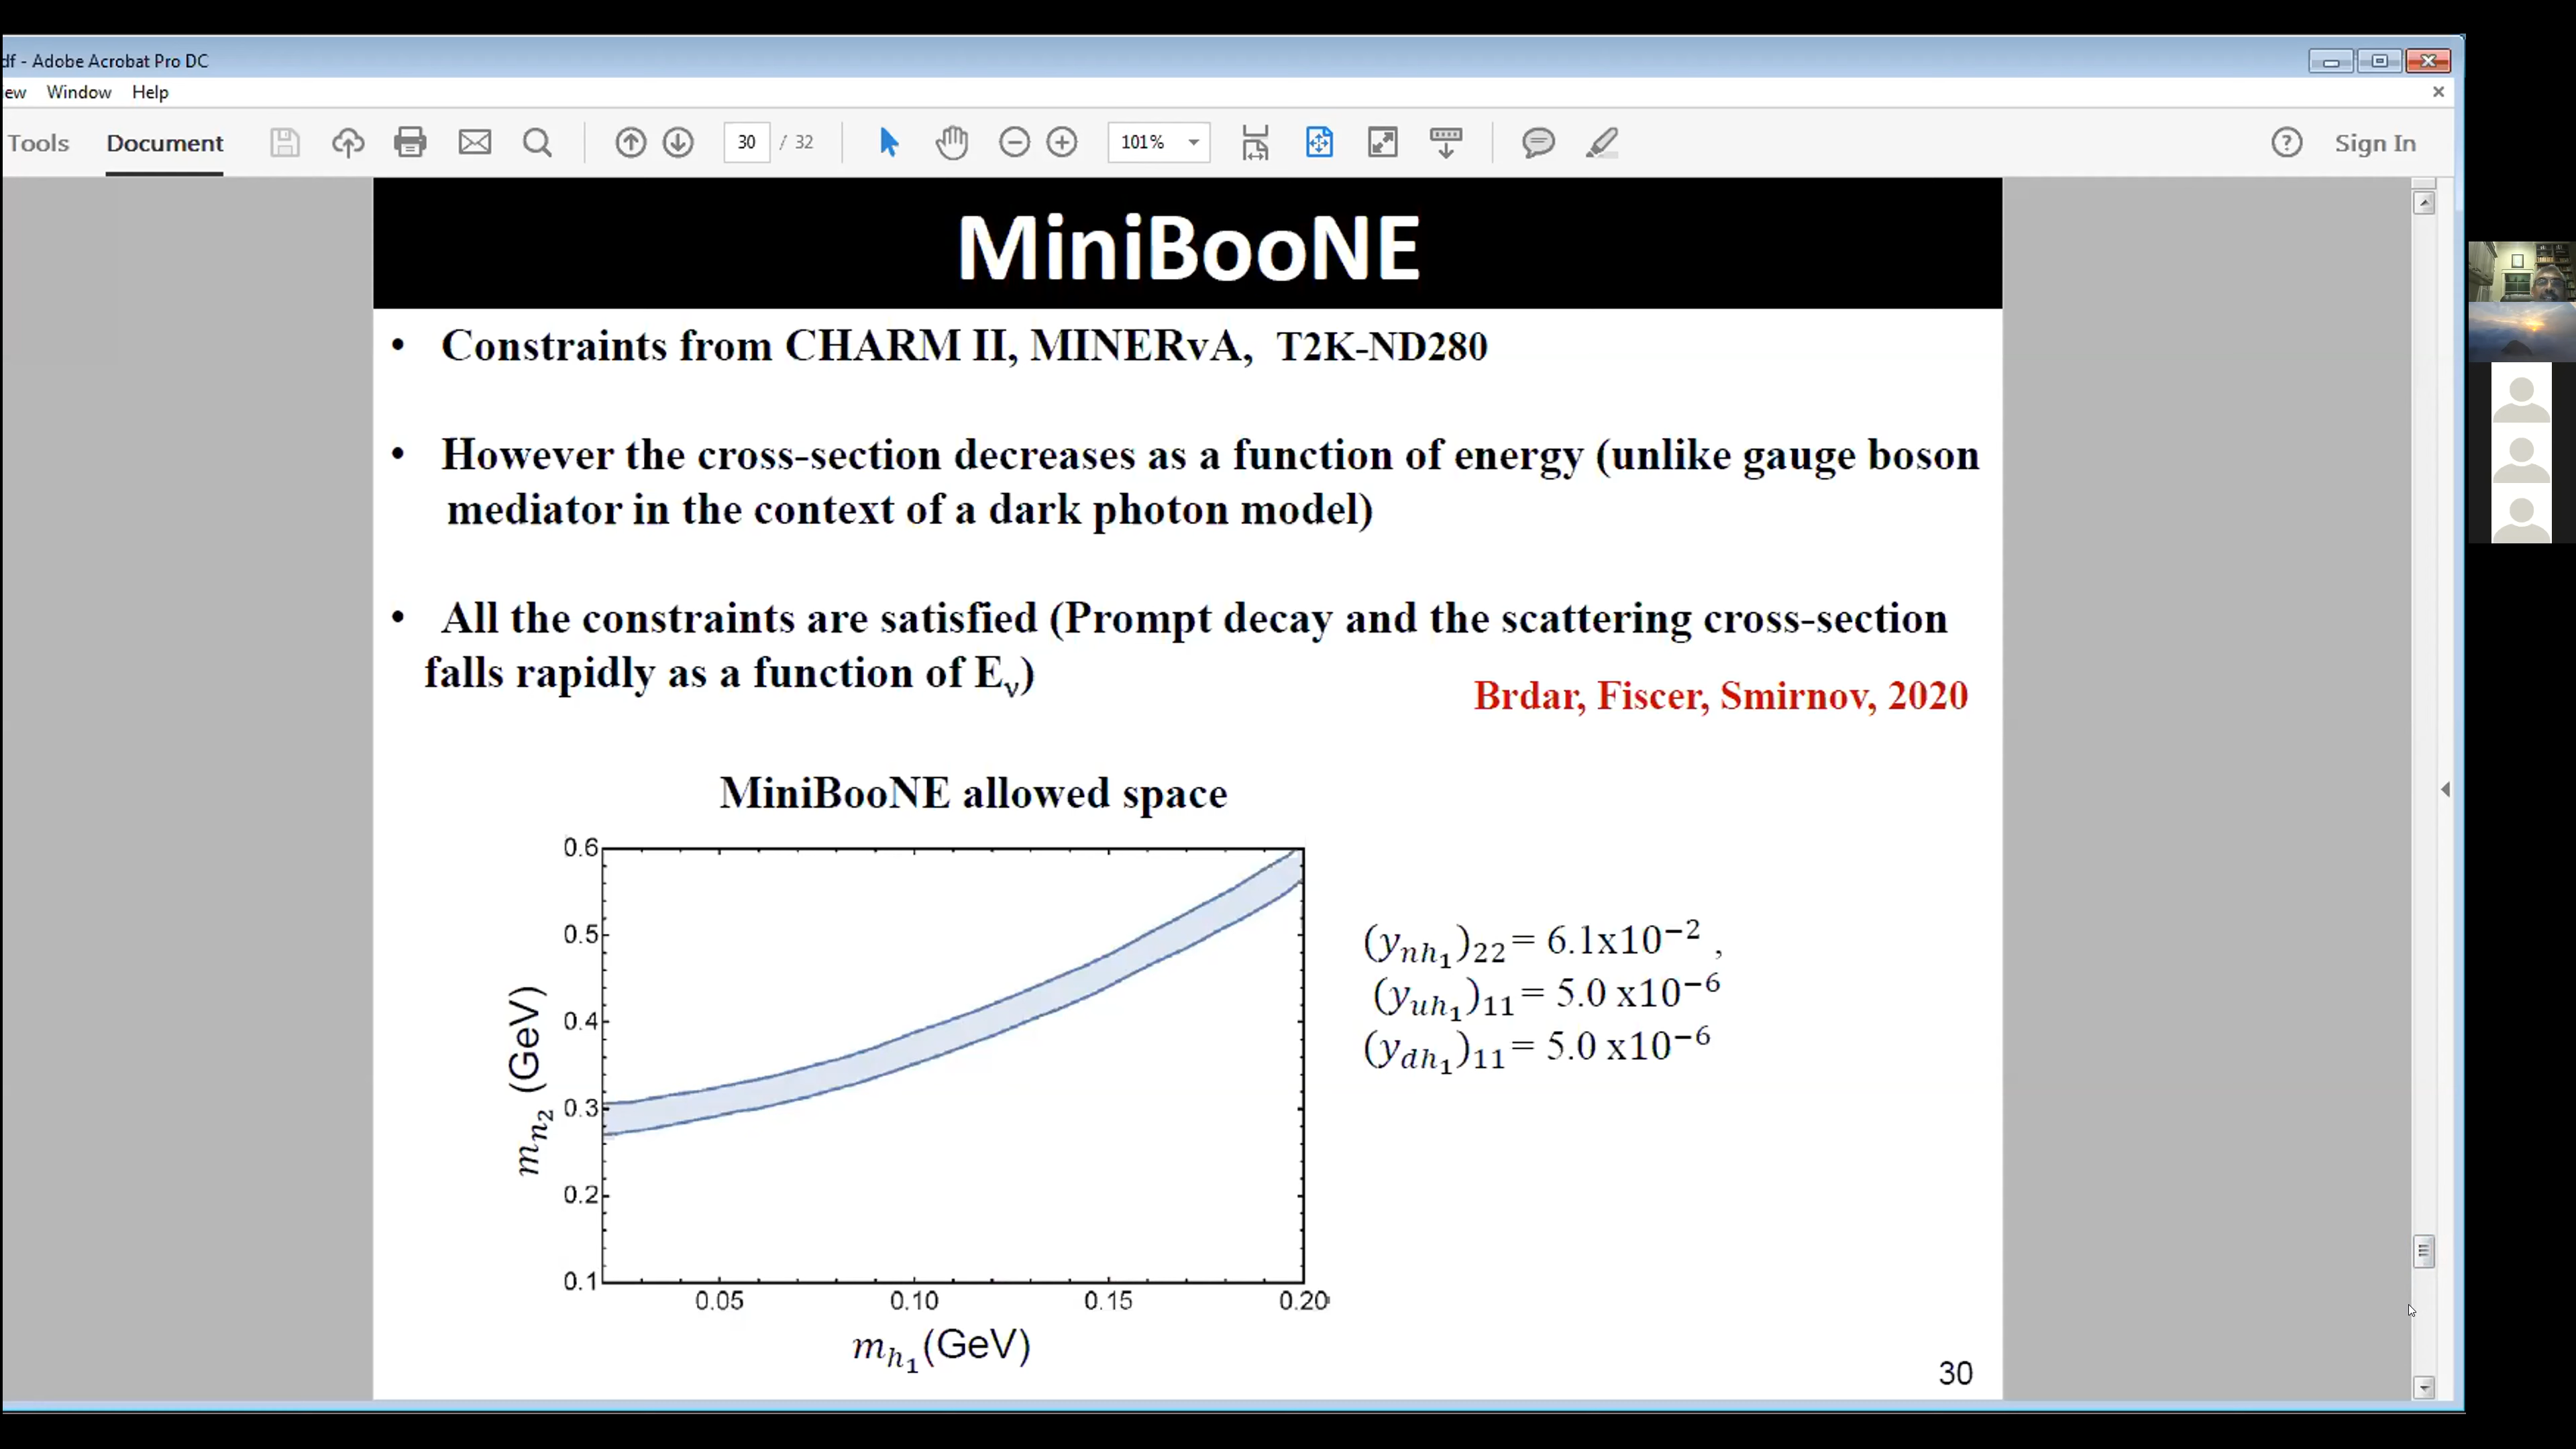 df - Adobe Acrobat Pro DC
ew Window Help
Tools Document 30 / 32 101% Sign In
MiniBooNE
• Constraints from CHARM II, MINERvA, T2K-ND280
• However the cross-section decreases as a function of energy (unlike gauge boson
mediator in the context of a dark photon model)
• All the constraints are satisfied (Prompt decay and the scattering cross-section
falls rapidly as a function of Eν)
Brdar, Fiscer, Smirnov, 2020
MiniBooNE allowed space
0.6
0.5
0.4
0.3
0.2
0.1
m_{n_2} (GeV)
0.05 0.10 0.15 0.20
m_{h_1} (GeV)
(y_{nh_1})_{22} = 6.1x10^{−2} ,
(y_{uh_1})_{11} = 5.0 x10^{−6}
(y_{dh_1})_{11} = 5.0 x10^{−6}
30